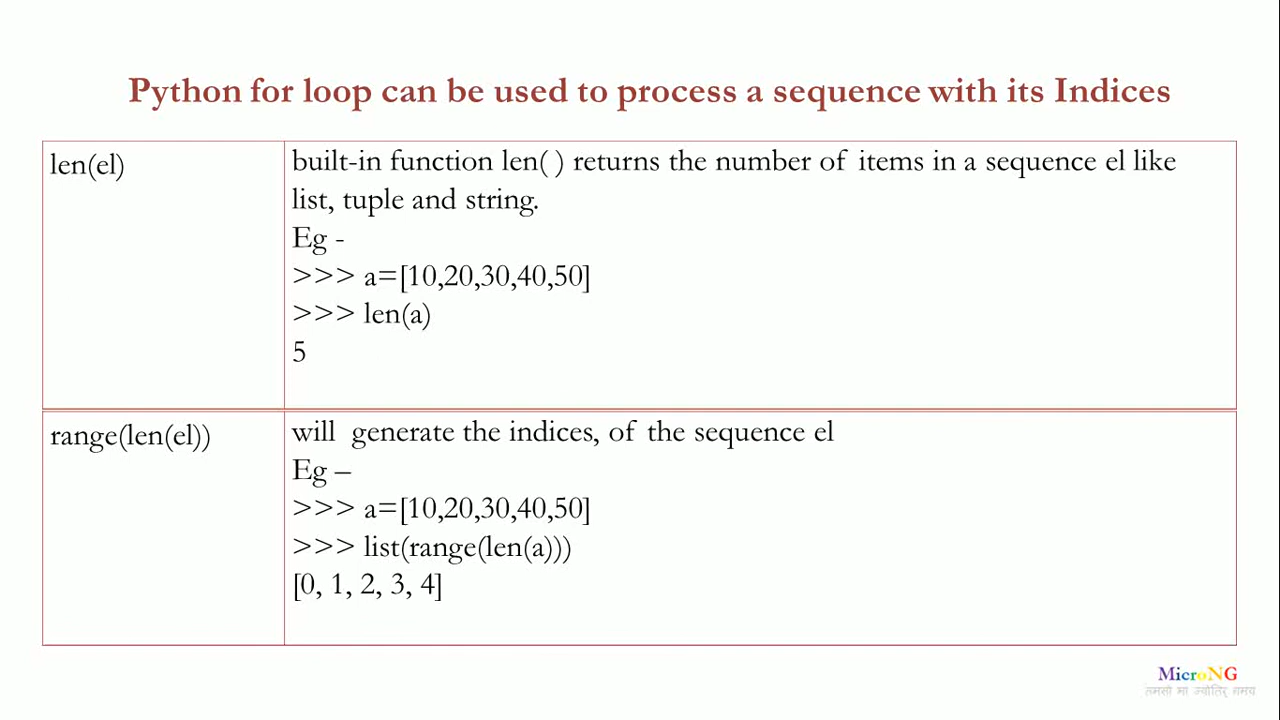 Python for loop can be used to process a sequence with its Indices
len(el)
built-in function len( ) returns the number of items in a sequence el like
list, tuple and string.
Eg -
>>> a=[10,20,30,40,50]
>>> len(a)
5
range(len(el))
will generate the indices, of the sequence el
Eg –
>>> a=[10,20,30,40,50]
>>> list(range(len(a)))
[0, 1, 2, 3, 4]
MicroNG
तमसो मा ज्योतिर् गमय